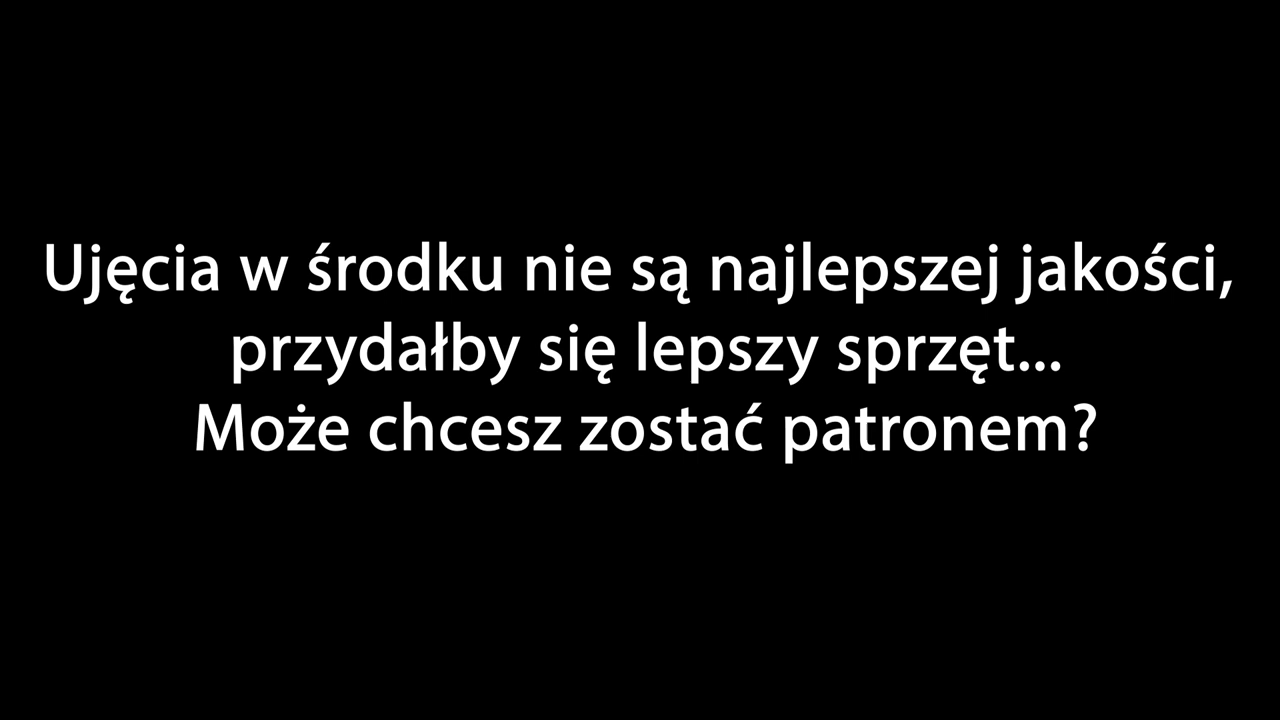 Ujęcia w środku nie są najlepszej jakości,
przydałby się lepszy sprzęt...
Może chcesz zostać patronem?